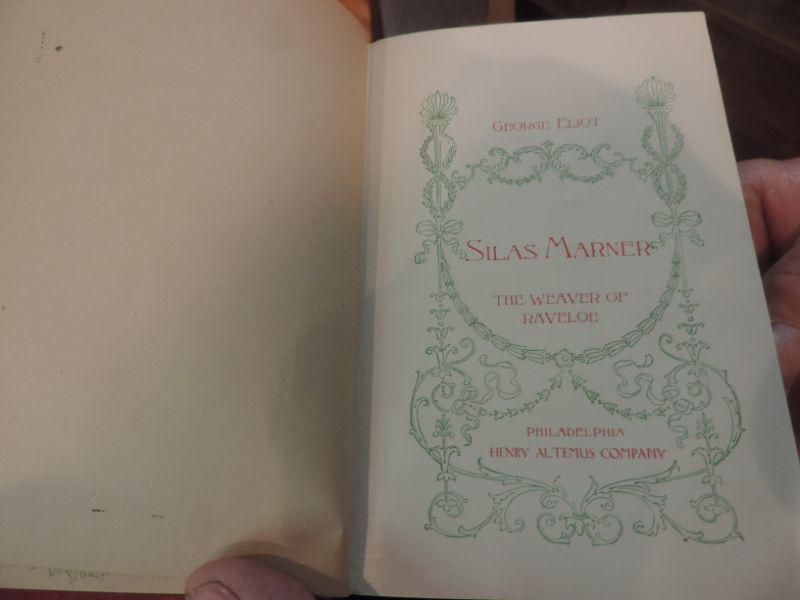 GEORGE ELIOT
SILAS MARNER
THE WEAVER OF
RAVELOE
PHILADELPHIA
HENRY ALTEMUS COMPANY